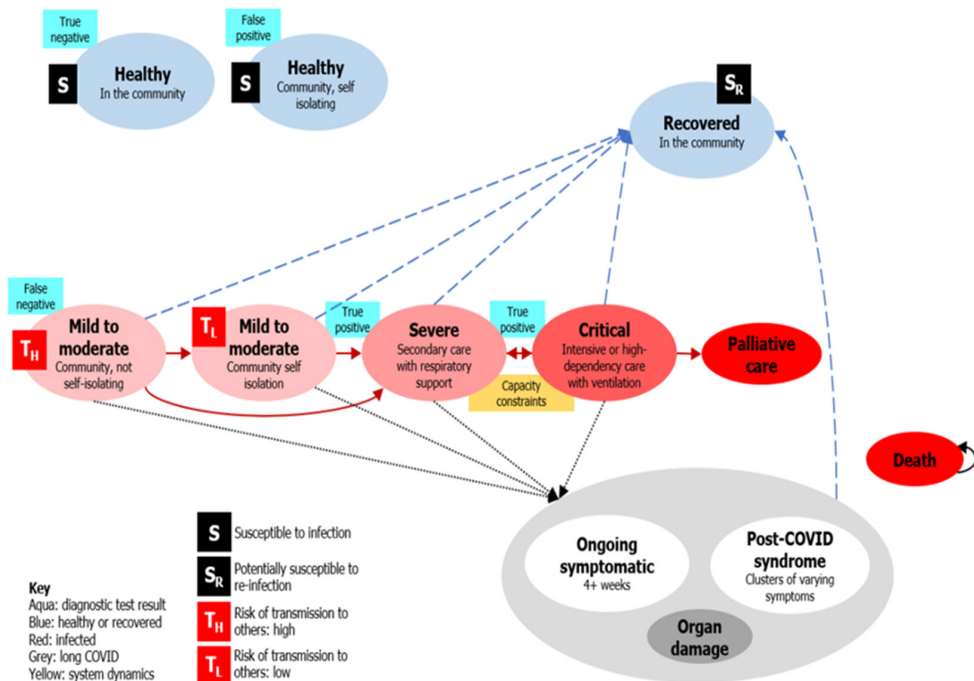 True
negative
S
Healthy
In the community
False
positive
S
Healthy
Community, self
isolating
SR
Recovered
In the community
False
negative
TH
Mild to
moderate
Community, not
self-isolating
TL
Mild to
moderate
Community self
isolation
True
positive
Severe
Secondary care
with respiratory
support
True
positive
Capacity
constraints
Critical
Intensive or high-
dependency care
with ventilation
Palliative
care
Death
Ongoing
symptomatic
4+ weeks
Post-COVID
syndrome
Clusters of varying
symptoms
Organ
damage
Key
Aqua: diagnostic test result
Blue: healthy or recovered
Red: infected
Grey: long COVID
Yellow: system dynamics
S
Susceptible to infection
SR
Potentially susceptible to
re-infection
TH
Risk of transmission to
others: high
TL
Risk of transmission to
others: low